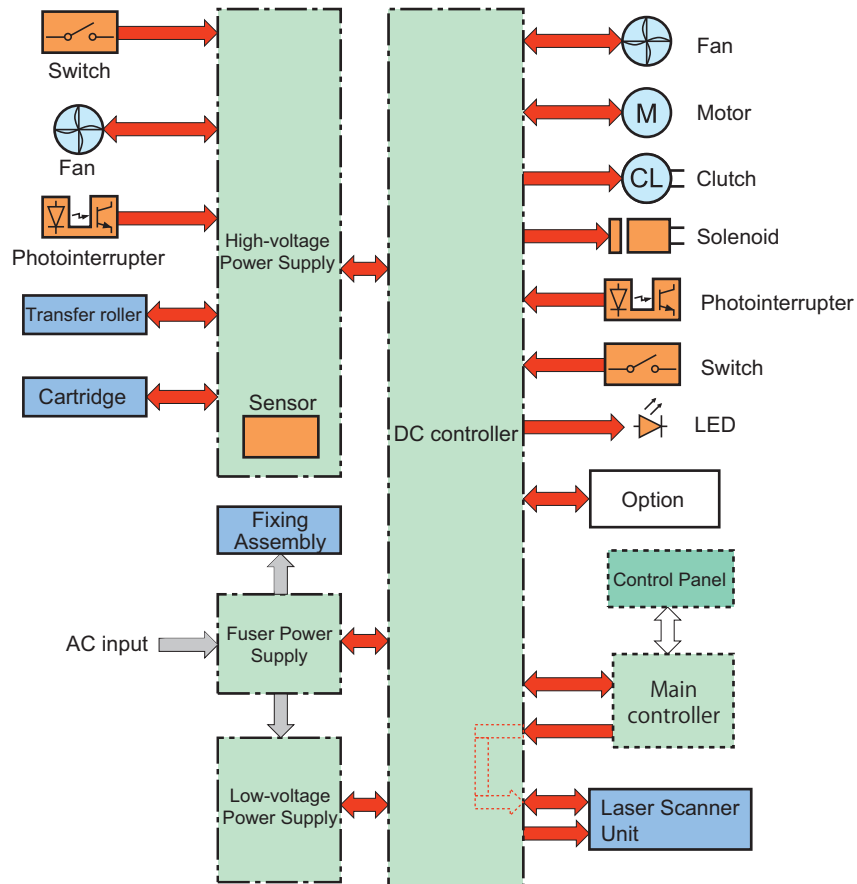 Switch
Fan
Photointerrupter
Transfer roller
Cartridge
High-voltage
Power Supply
Sensor
Fixing
Assembly
AC input
Fuser Power
Supply
Low-voltage
Power Supply
DC controller
Fan
M
Motor
CL
Clutch
Solenoid
Photointerrupter
Switch
LED
Option
Control Panel
Main
controller
Laser Scanner
Unit